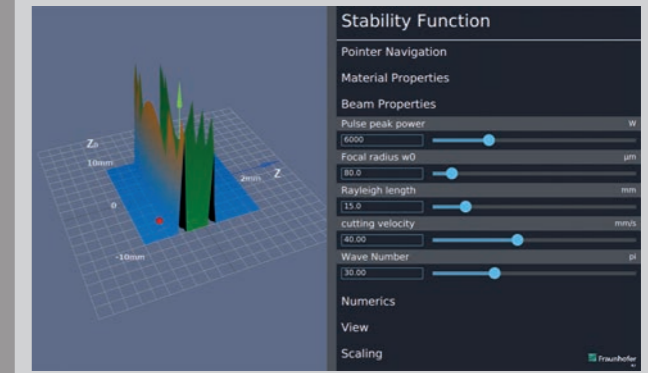 Z₀
10mm
0
-10mm
2mm
Z
Stability Function
Pointer Navigation
Material Properties
Beam Properties
Pulse peak power W
6000
Focal radius w0 µm
80.0
Rayleigh length mm
15.0
cutting velocity mm/s
40.00
Wave Number pi
30.00
Numerics
View
Scaling
Fraunhofer